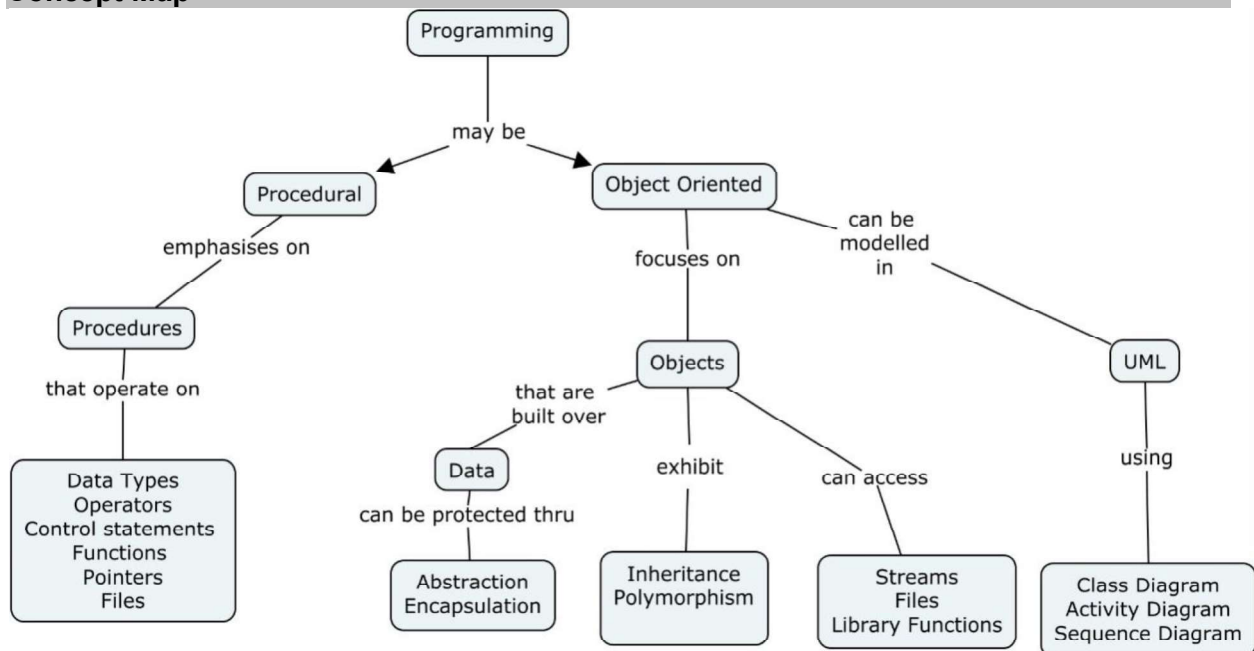 Concept Map
Programming
may be
Procedural
Object Oriented
emphasises on
focuses on
can be
modelled
in
Procedures
Objects
UML
that operate on
that are
built over
Data
exhibit
can access
using
can be protected thru
Data Types
Operators
Control statements
Functions
Pointers
Files
Abstraction
Encapsulation
Inheritance
Polymorphism
Streams
Files
Library Functions
Class Diagram
Activity Diagram
Sequence Diagram